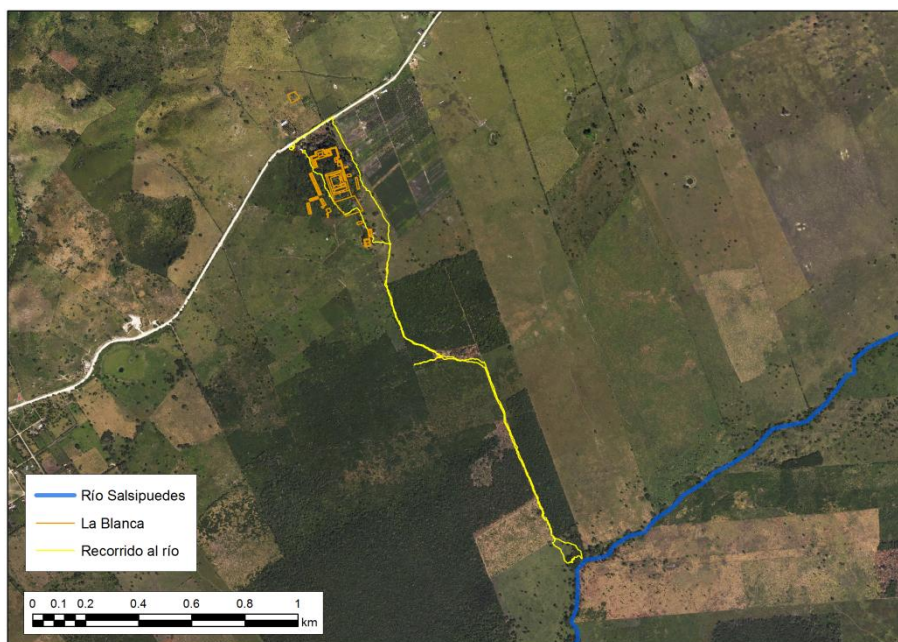 Río Salsipuedes
La Blanca
Recorrido al río
0 0.1 0.2 0.4 0.6 0.8 1
km